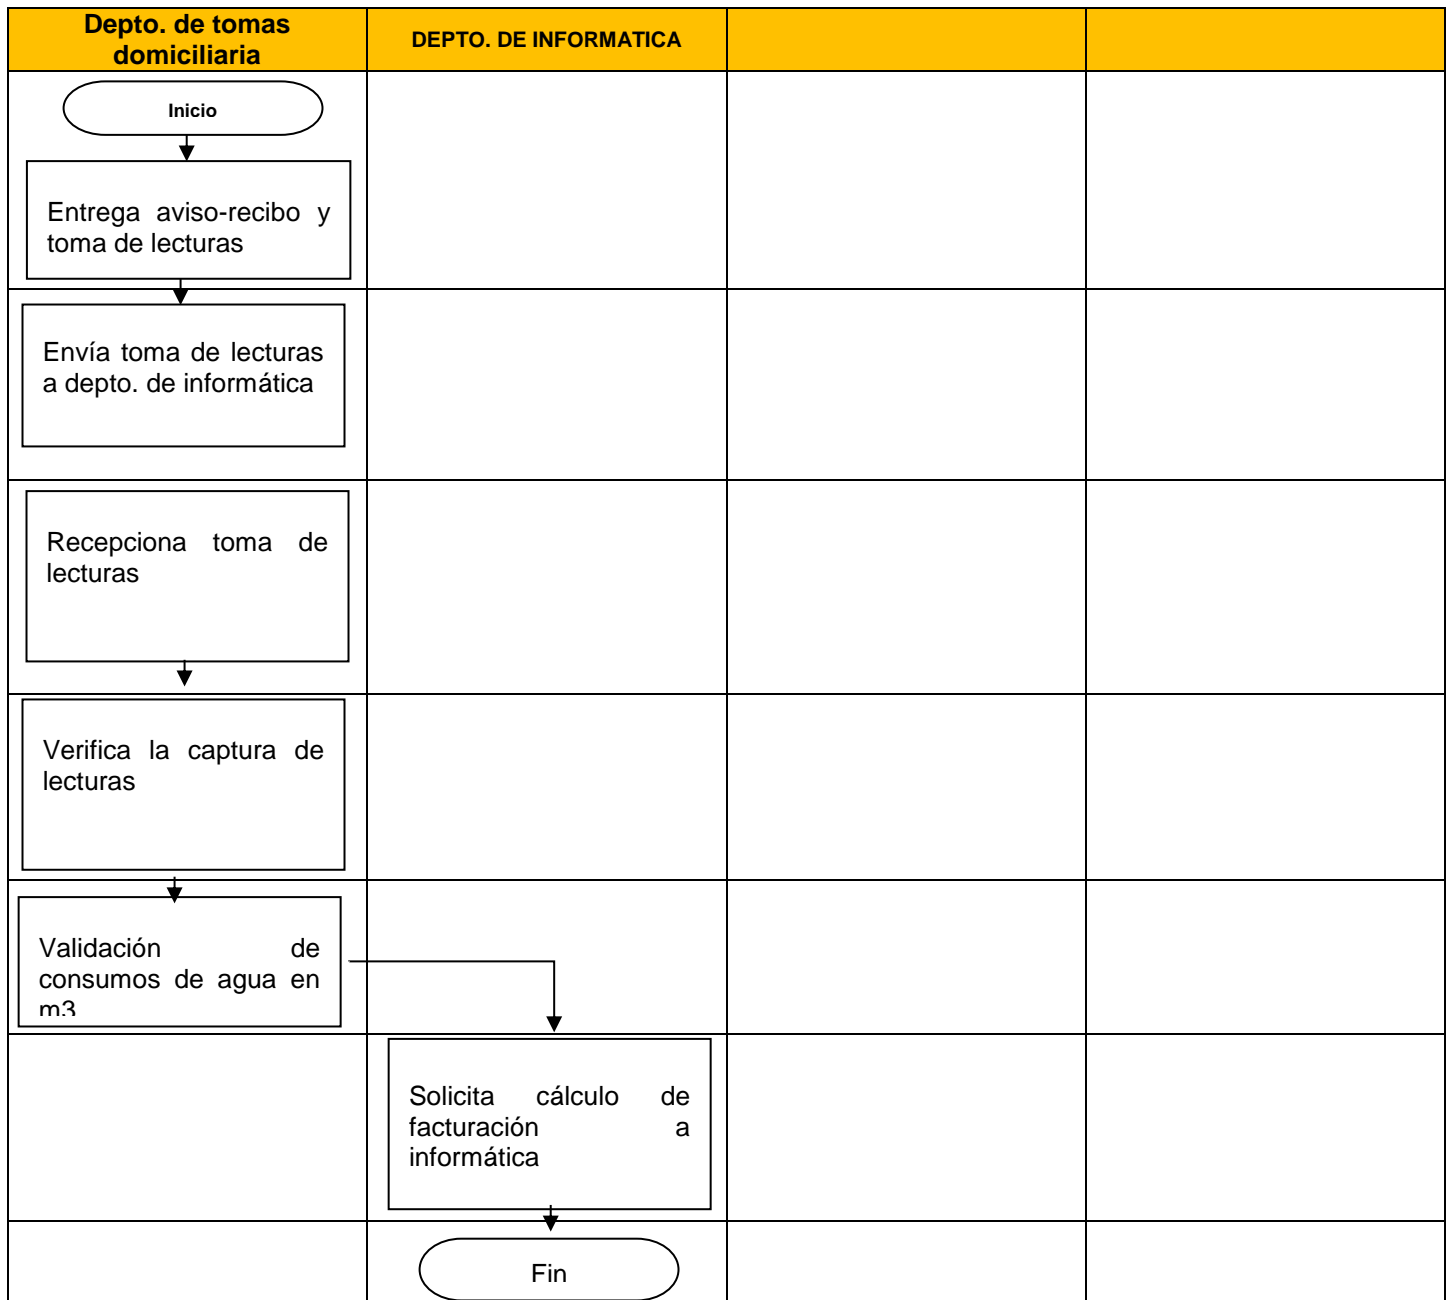 Depto. de tomas
domiciliaria
DEPTO. DE INFORMATICA
Inicio
Entrega aviso-recibo y
toma de lecturas
Envía toma de lecturas
a depto. de informática
Recepciona toma de
lecturas
Verifica la captura de
lecturas
Validación de
consumos de agua en
m3
Solicita cálculo de
facturación a
informática
Fin